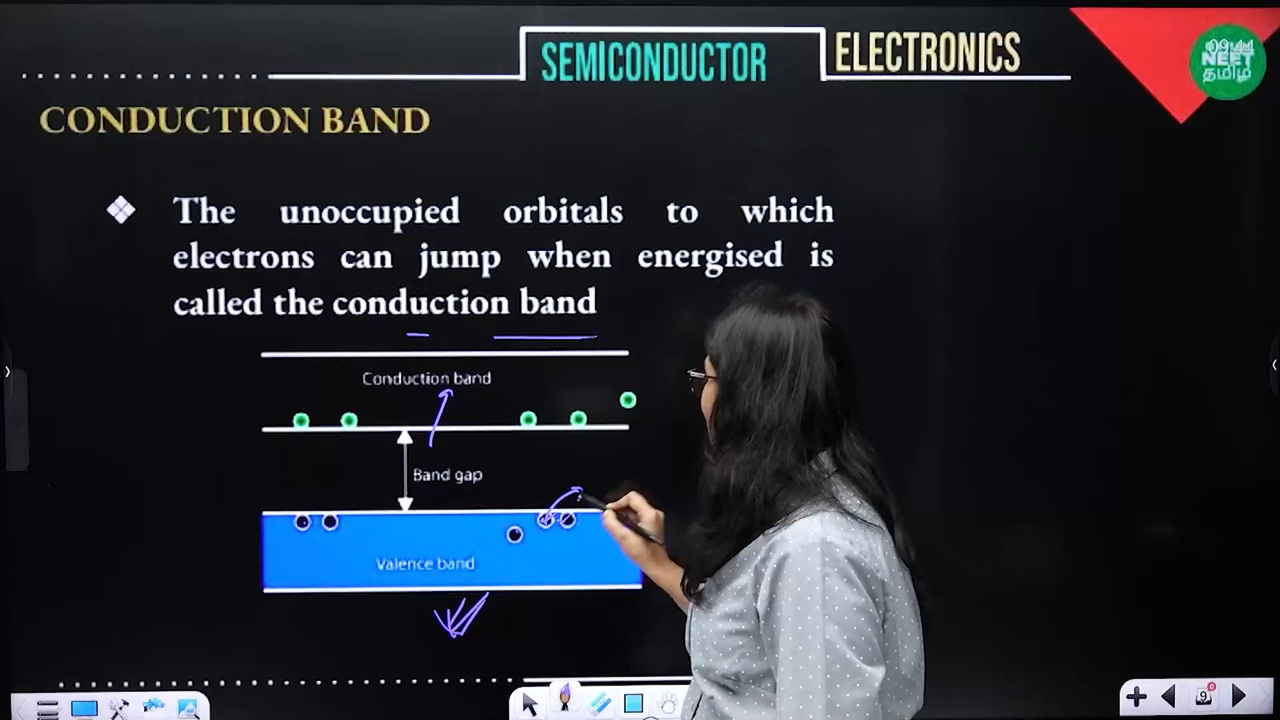 SEMICONDUCTOR ELECTRONICS
NEET
தமிழ்
CONDUCTION BAND
❖ The unoccupied orbitals to which
electrons can jump when energised is
called the conduction band
Conduction band
Band gap
Valence band
9